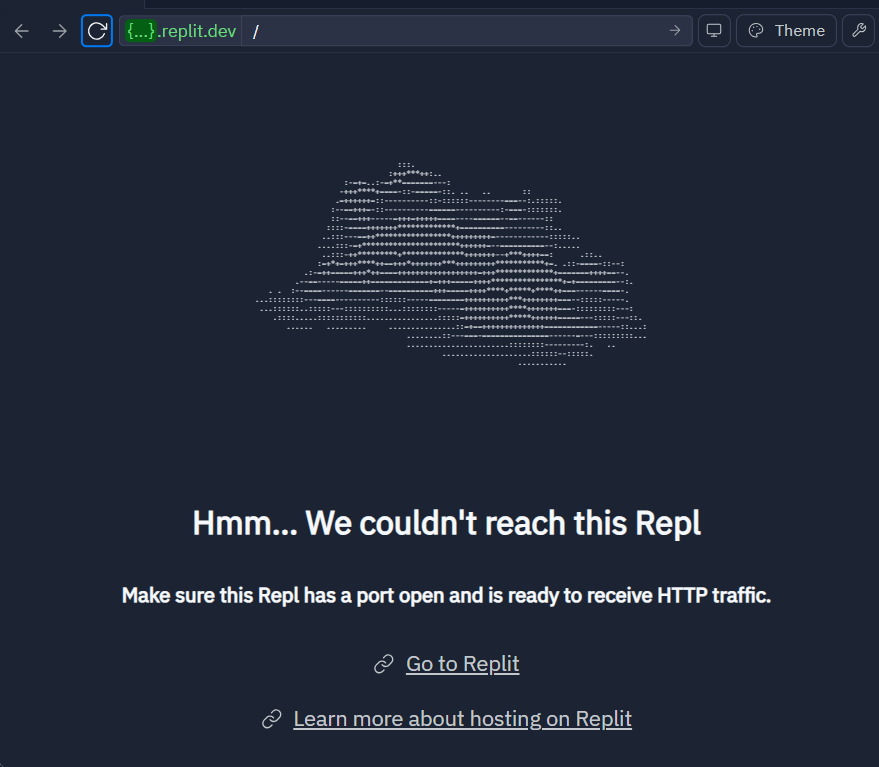 {...}.replit.dev /
Theme
Hmm... We couldn't reach this Repl
Make sure this Repl has a port open and is ready to receive HTTP traffic.
Go to Replit
Learn more about hosting on Replit